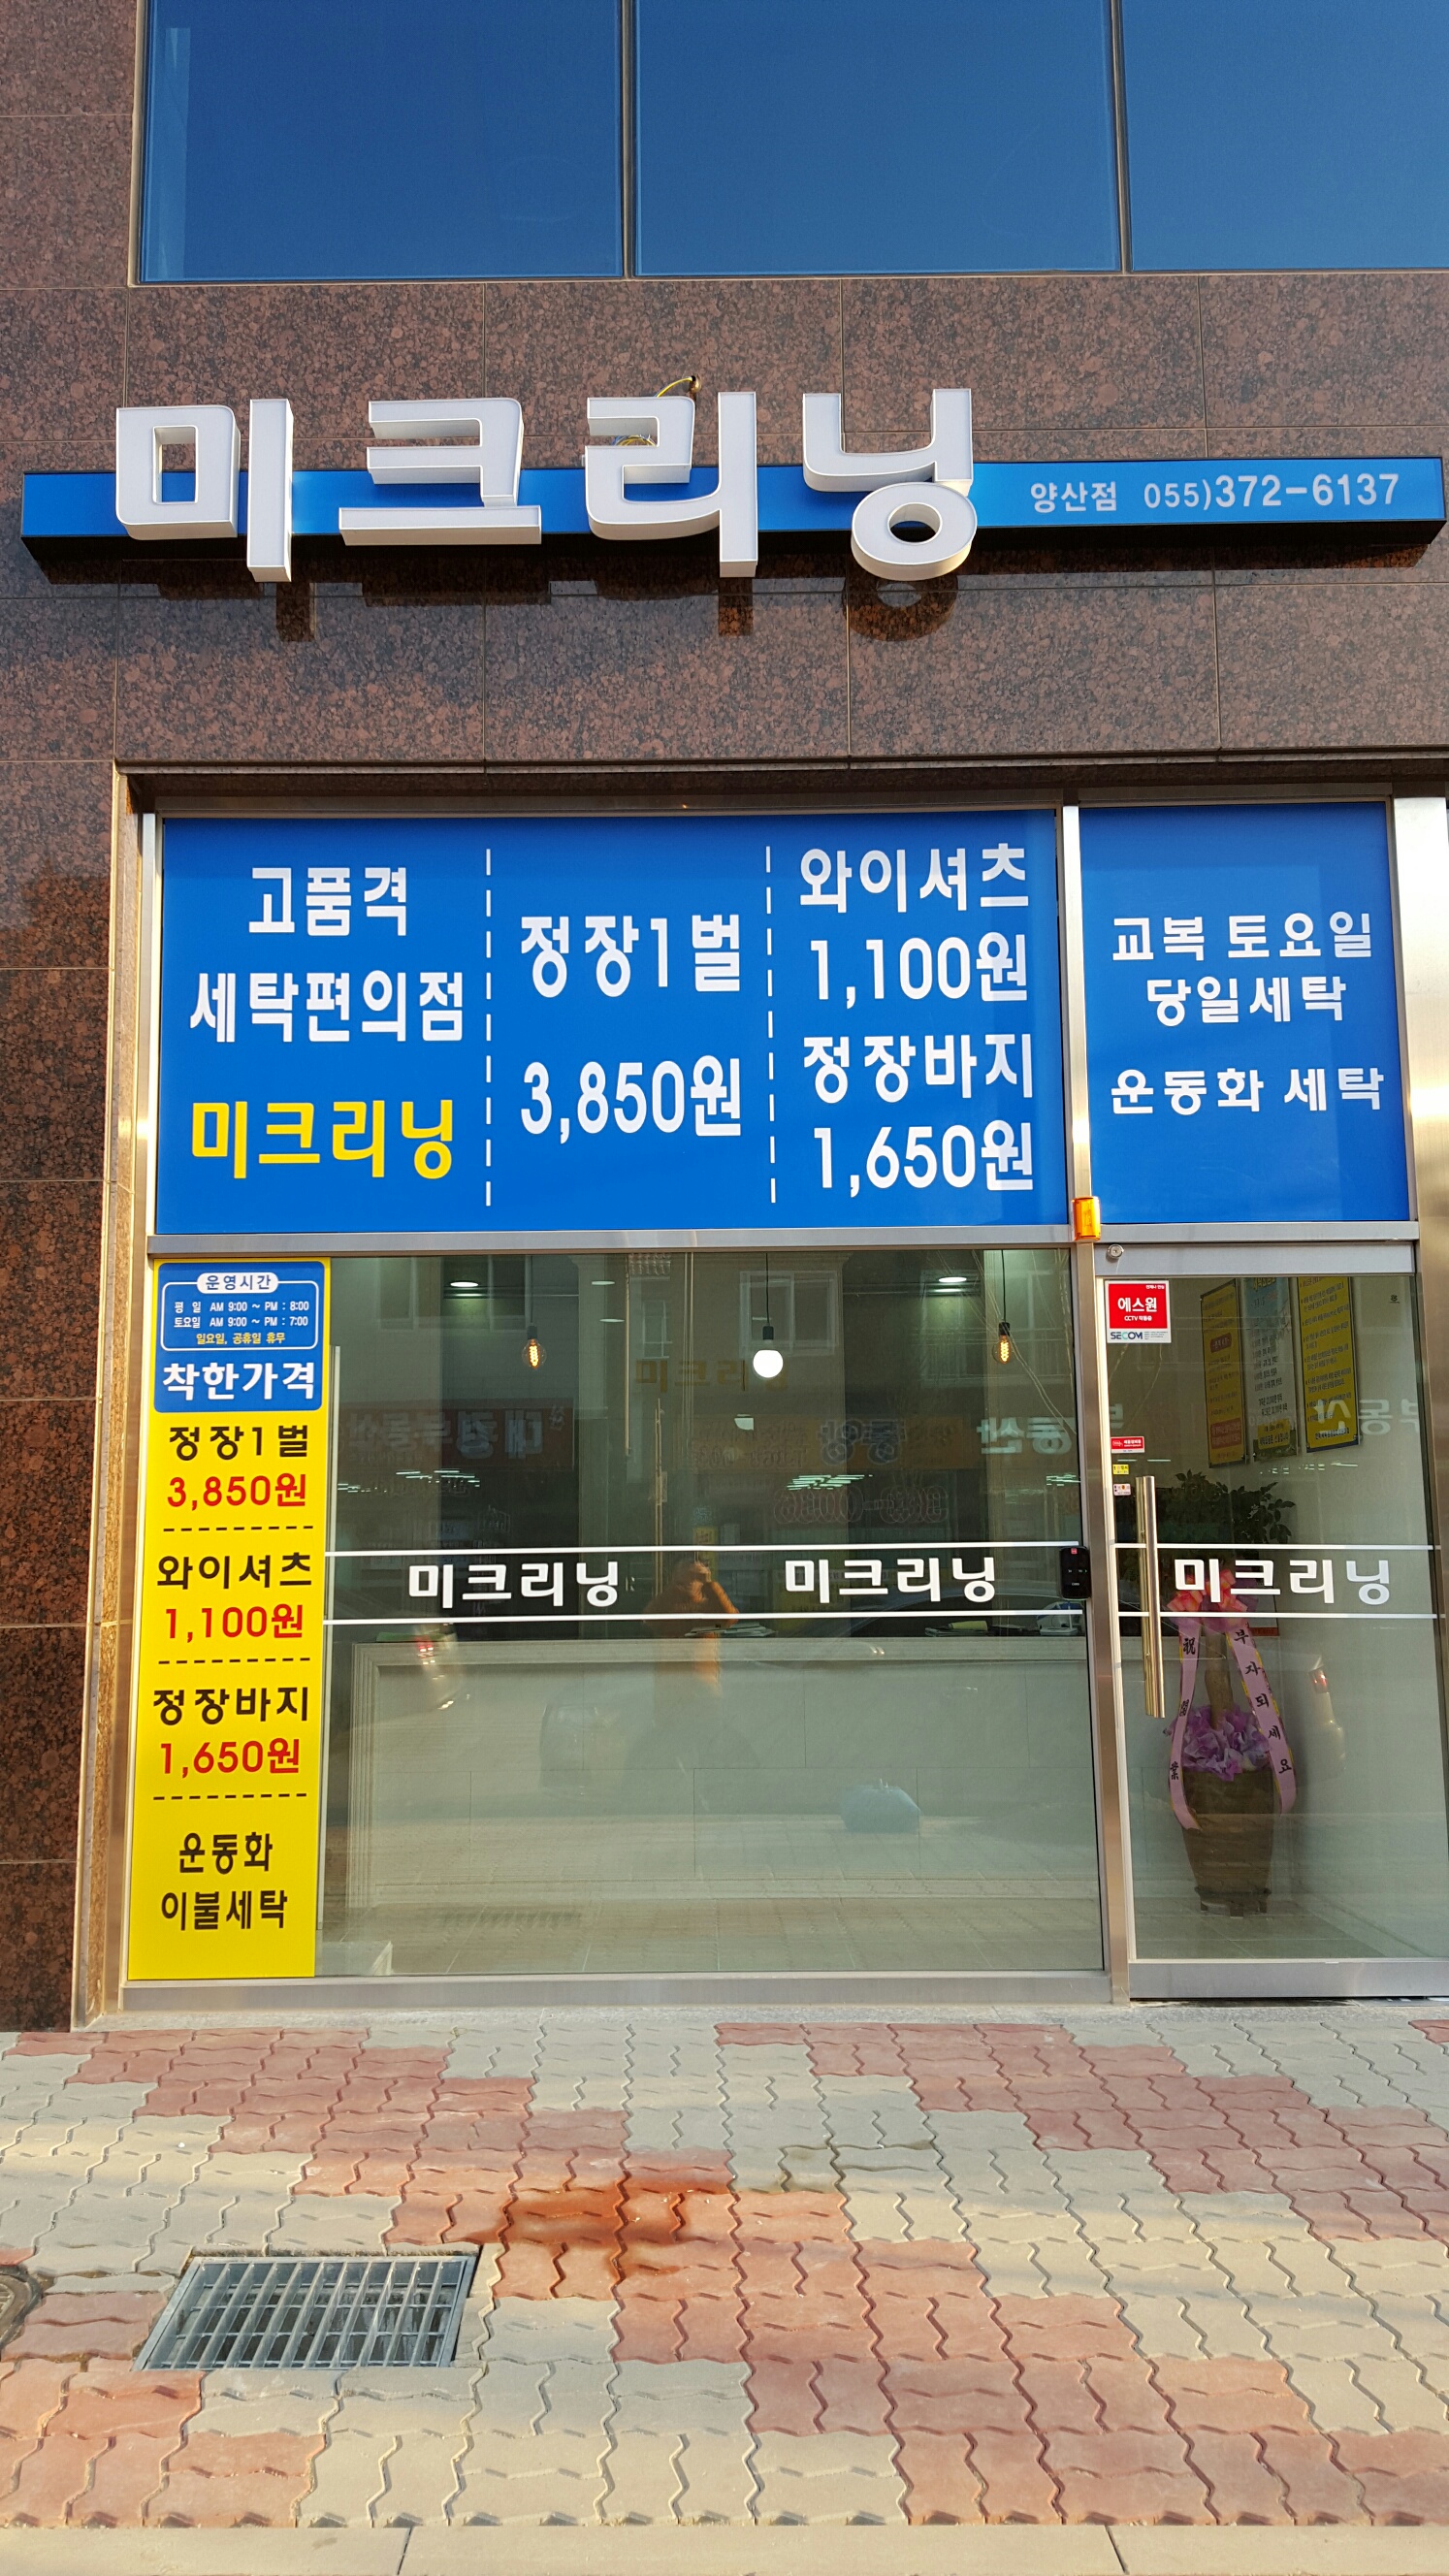 미크리닝
양산점 055)372-6137
고품격
세탁편의점
미크리닝
정장1벌
3,850원
와이셔츠
1,100원
정장바지
1,650원
교복 토요일
당일세탁
운동화 세탁
운영시간
평 일 AM 9:00 ~ PM : 8:00
토요일 AM 9:00 ~ PM : 7:00
일요일, 공휴일 휴무
착한가격
정장1벌
3,850원
와이셔츠
1,100원
정장바지
1,650원
운동화
이불세탁
에스원
SECOM
미크리닝
미크리닝
미크리닝
祝
부자되세요